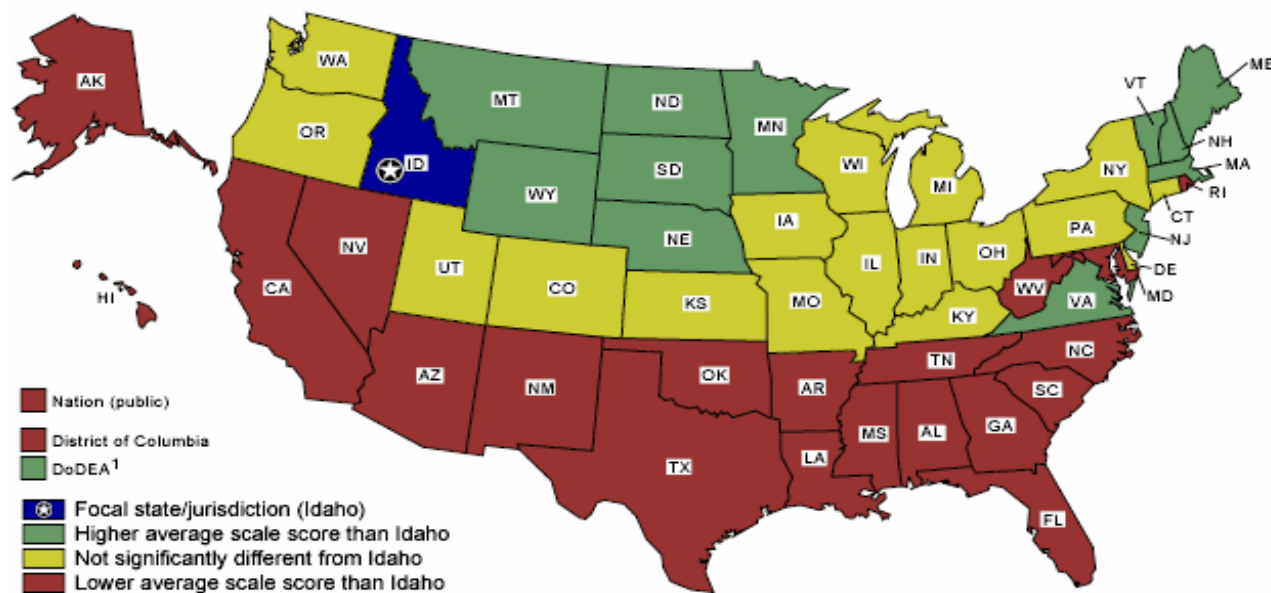 AK
WA
OR
ID
MT
WY
ND
SD
NE
MN
WI
MI
IA
IL
IN
OH
PA
NY
VT
ME
NH
MA
RI
CT
NJ
DE
MD
WV
VA
KY
MO
KS
CO
UT
NV
CA
HI
AZ
NM
OK
AR
TN
NC
SC
GA
AL
MS
LA
TX
FL
Nation (public)
District of Columbia
DoDEA¹
Focal state/jurisdiction (Idaho)
Higher average scale score than Idaho
Not significantly different from Idaho
Lower average scale score than Idaho